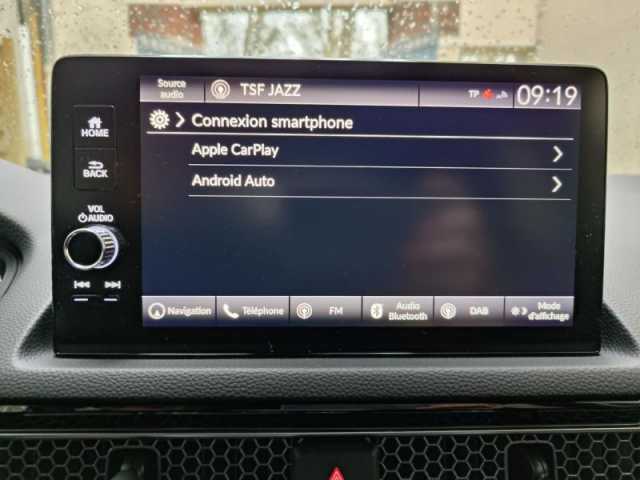 Source
audio
TSF JAZZ
TP
09:19
HOME
BACK
VOL
AUDIO
Connexion smartphone
Apple CarPlay
Android Auto
Navigation
Téléphone
FM
Audio
Bluetooth
DAB
Mode
d'affichage